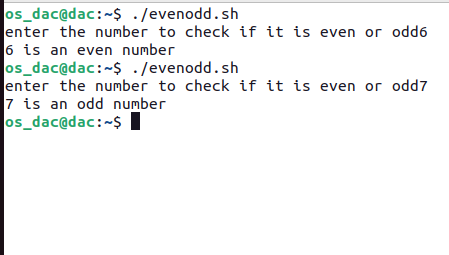 os_dac@dac:~$ ./evenodd.sh
enter the number to check if it is even or odd6
6 is an even number
os_dac@dac:~$ ./evenodd.sh
enter the number to check if it is even or odd7
7 is an odd number
os_dac@dac:~$